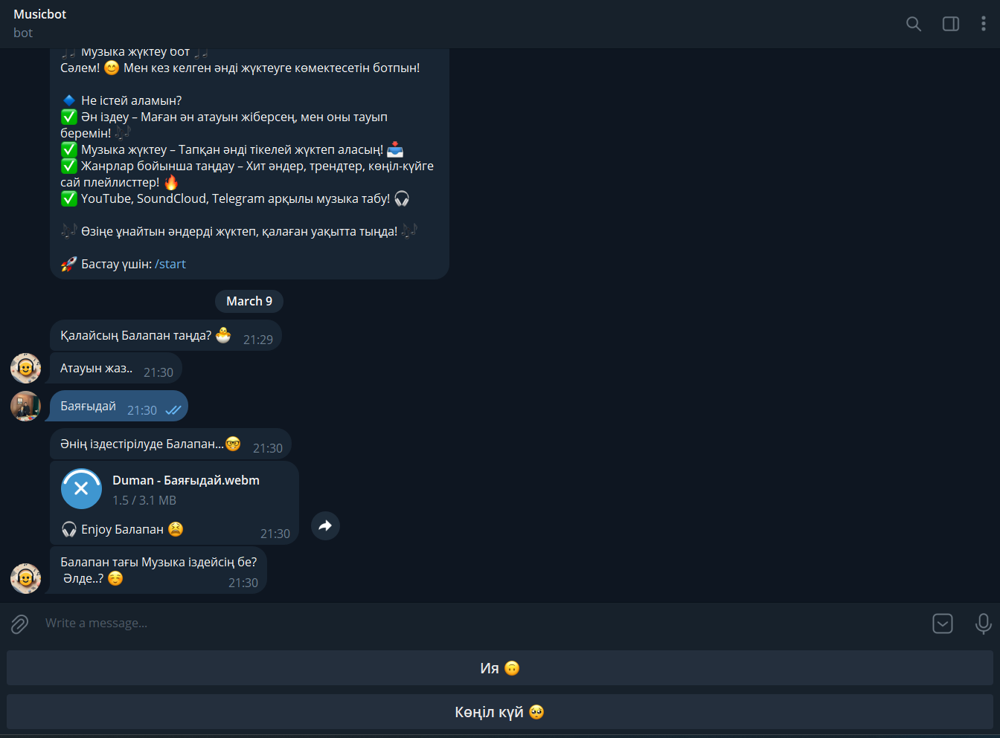 Musicbot
bot
🎵 Музыка жүктеу бот 🎵
Сәлем! 😊 Мен кез келген әнді жүктеуге көмектесетін ботпын!
🔹 Не істей аламын?
✅ Ән іздеу – Маған ән атауын жіберсең, мен оны тауып
беремін! 🎶
✅ Музыка жүктеу – Тапқан әнді тікелей жүктеп аласың! 📥
✅ Жанрлар бойынша таңдау – Хит әндер, трендтер, көңіл-күйге
сай плейлисттер! 🔥
✅ YouTube, SoundCloud, Telegram арқылы музыка табу! 🎧
🎶 Өзіңе ұнайтын әндерді жүктеп, қалаған уақытта тыңда! 🎶
🚀 Бастау үшін: /start
March 9
Қалайсың Балапан таңда? 🐣 21:29
Атауын жаз.. 21:30
Баяғыдай 21:30
Әнің іздестірілуде Балапан...🤓 21:30
Duman - Баяғыдай.webm
1.5 / 3.1 MB
🎧 Enjoy Балапан 😫 21:30
Балапан тағы Музыка іздейсің бе?
Әлде..? ☺️ 21:30
Write a message...
Ия 🙃
Көңіл күй 🥺